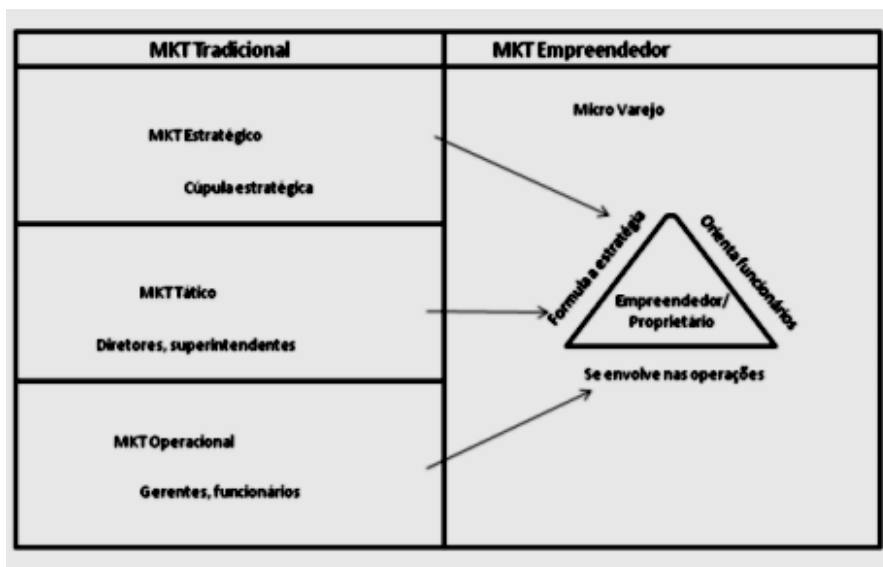 MKT Tradicional
MKT Empreendedor
MKT Estratégico
Cúpula estratégica
MKT Tático
Diretores, superintendentes
MKT Operacional
Gerentes, funcionários
Micro Varejo
Formula a estratégia
Orienta funcionários
Empreendedor/
Proprietário
Se envolve nas operações